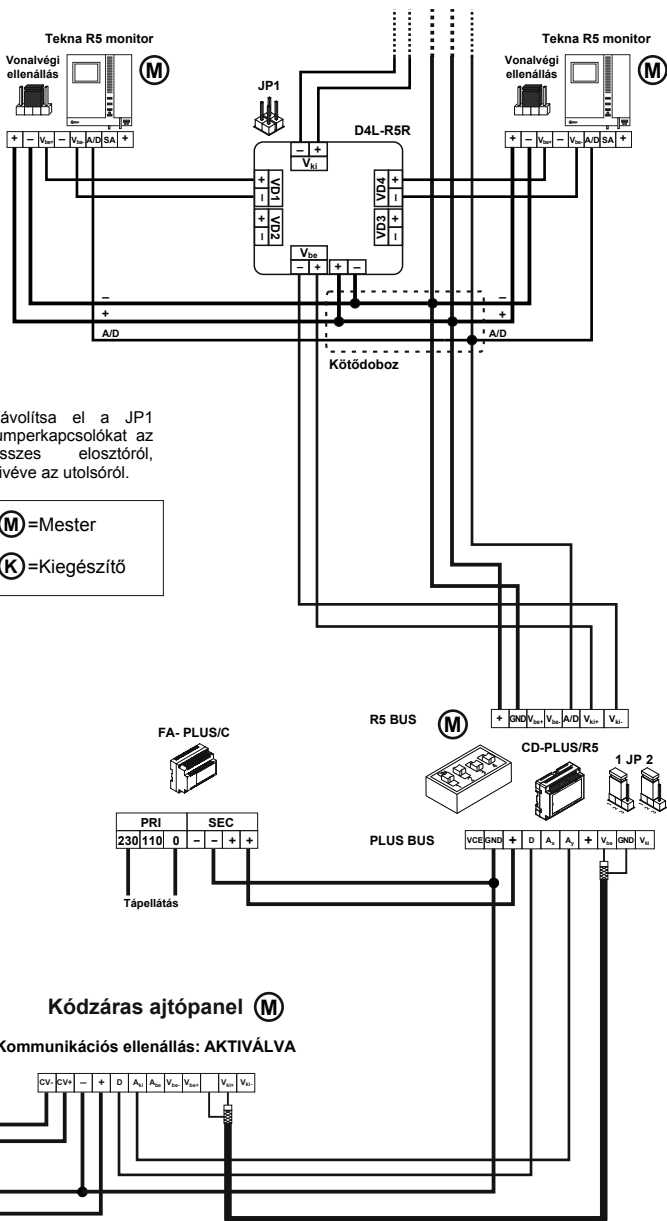 Tekna R5 monitor
Tekna R5 monitor
Vonalvégi
ellenállás
M
JP1
Vonalvégi
ellenállás
M
D4L-R5R
+ – Vbe+ – Vbe- A/D SA +
– +
Vki
+ – Vbe+ – Vbe- A/D SA +
+ – VD1
VD4 + –
+ – VD2
VD3 + –
Vbe
– + + –
– –
+ +
A/D A/D
Kötődoboz
ávolítsa el a JP1
umperkapcsolókat az
sszes elosztóról,
ivéve az utolsóról.
M =Mester
K =Kiegészítő
R5 BUS M
+ GND Vbe+ Vbe- A/D Vki+ Vki-
FA- PLUS/C
CD-PLUS/R5
1 JP 2
PRI SEC
230 110 0 – – + +
PLUS BUS
VCE GND + D Ax Ay + Vbe GND Vki
Tápellátás
Kódzáras ajtópanel M
Kommunikációs ellenállás: AKTIVÁLVA
CV- CV+ – + D Aki Abe Vbe- Vbe+ Vki+ Vki-